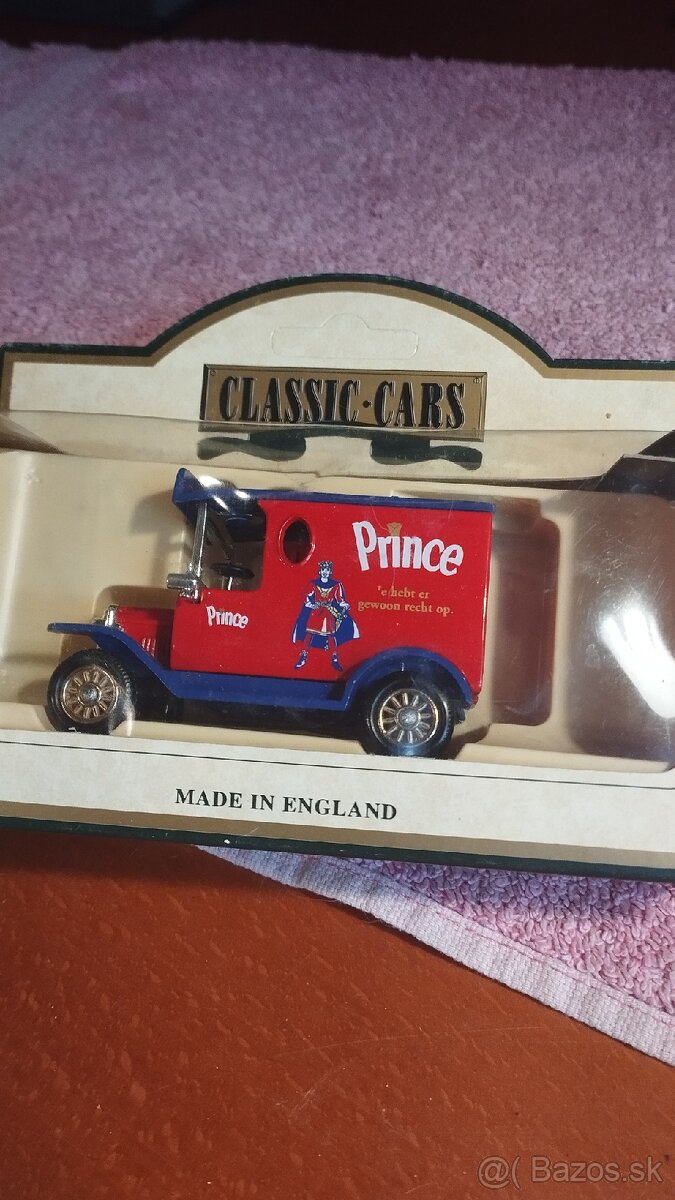 CLASSIC·CARS
Prince
'e hebt er
gewoon recht op.
Prince
MADE IN ENGLAND
@( Bazos.sk